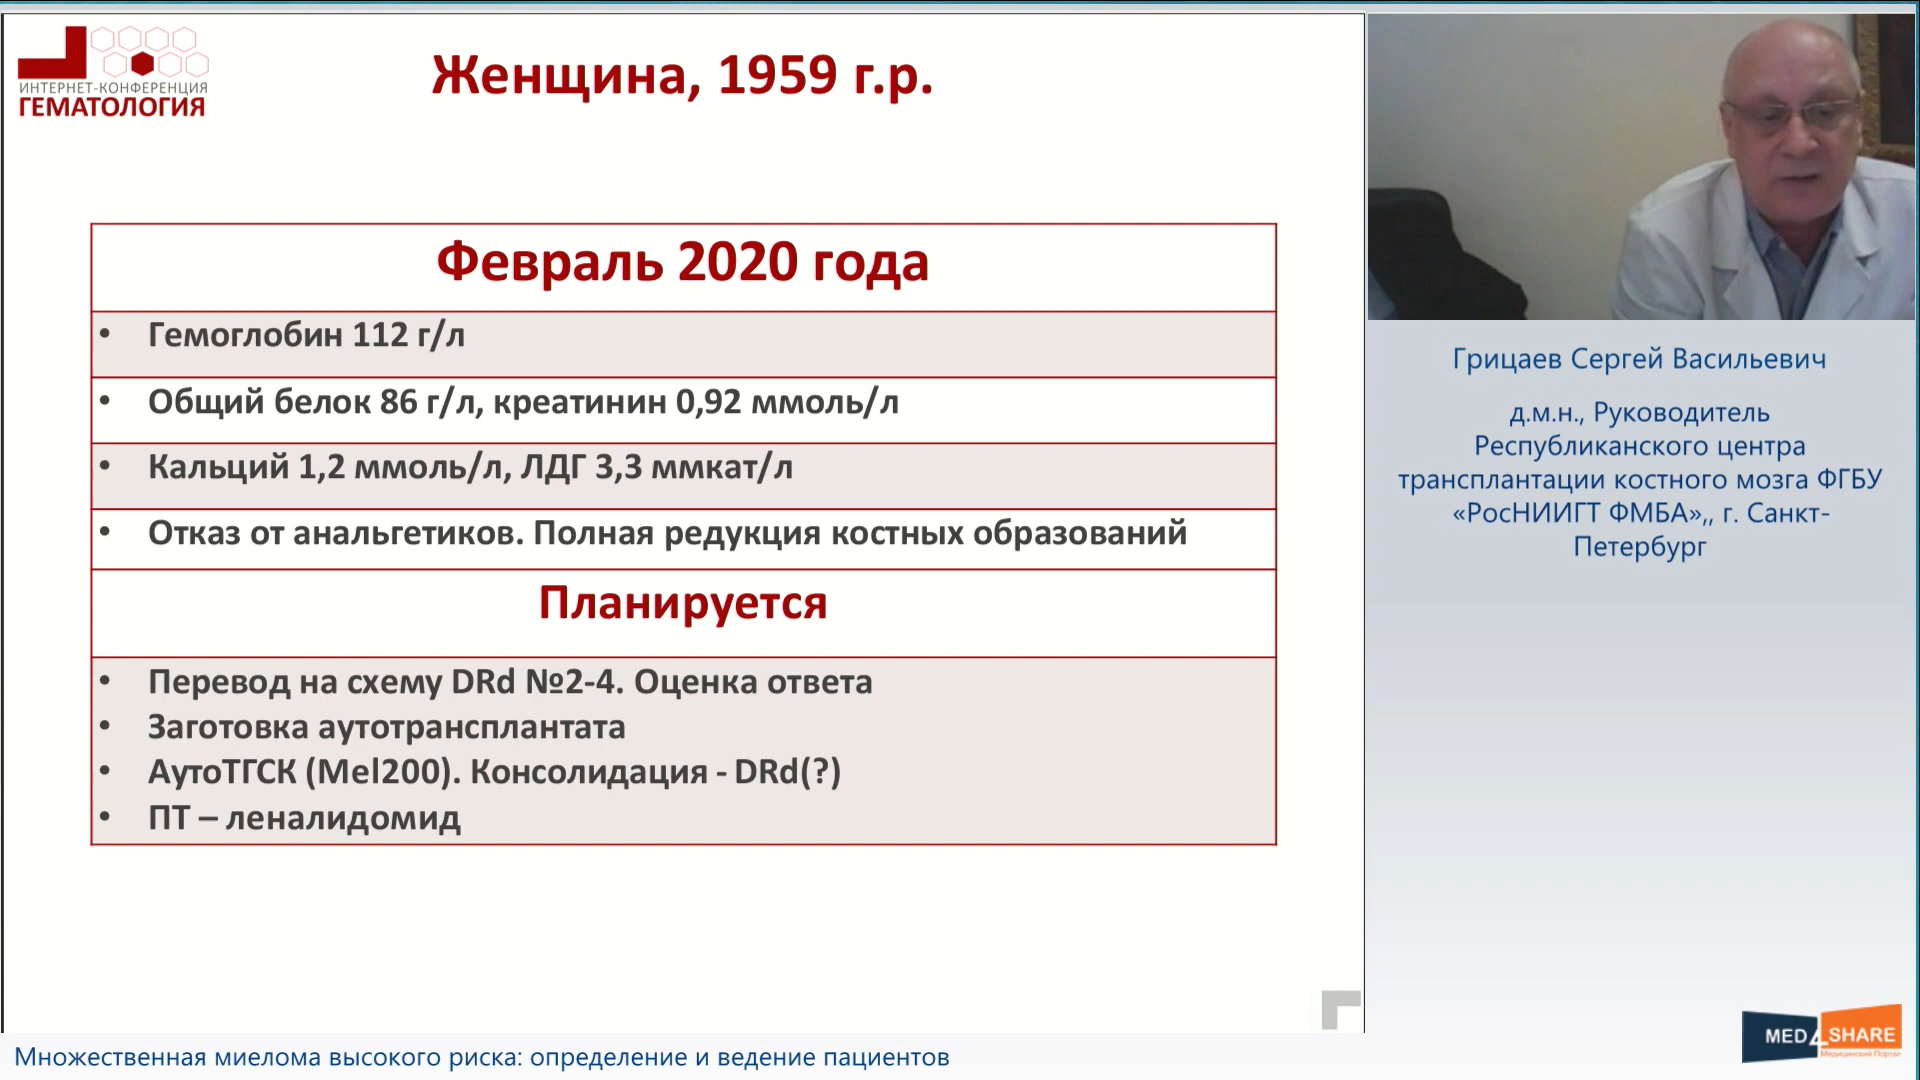 ИНТЕРНЕТ-КОНФЕРЕНЦИЯ
ГЕМАТОЛОГИЯ
Женщина, 1959 г.р.
Февраль 2020 года
• Гемоглобин 112 г/л
• Общий белок 86 г/л, креатинин 0,92 ммоль/л
• Кальций 1,2 ммоль/л, ЛДГ 3,3 ммкат/л
• Отказ от анальгетиков. Полная редукция костных образований
Планируется
• Перевод на схему DRd №2-4. Оценка ответа
• Заготовка аутотрансплантата
• АутоТГСК (Mel200). Консолидация - DRd(?)
• ПТ – леналидомид
Грицаев Сергей Васильевич
д.м.н., Руководитель
Республиканского центра
трансплантации костного мозга ФГБУ
«РосНИИГТ ФМБА»,, г. Санкт-
Петербург
MED4SHARE
Медицинский Портал
Множественная миелома высокого риска: определение и ведение пациентов